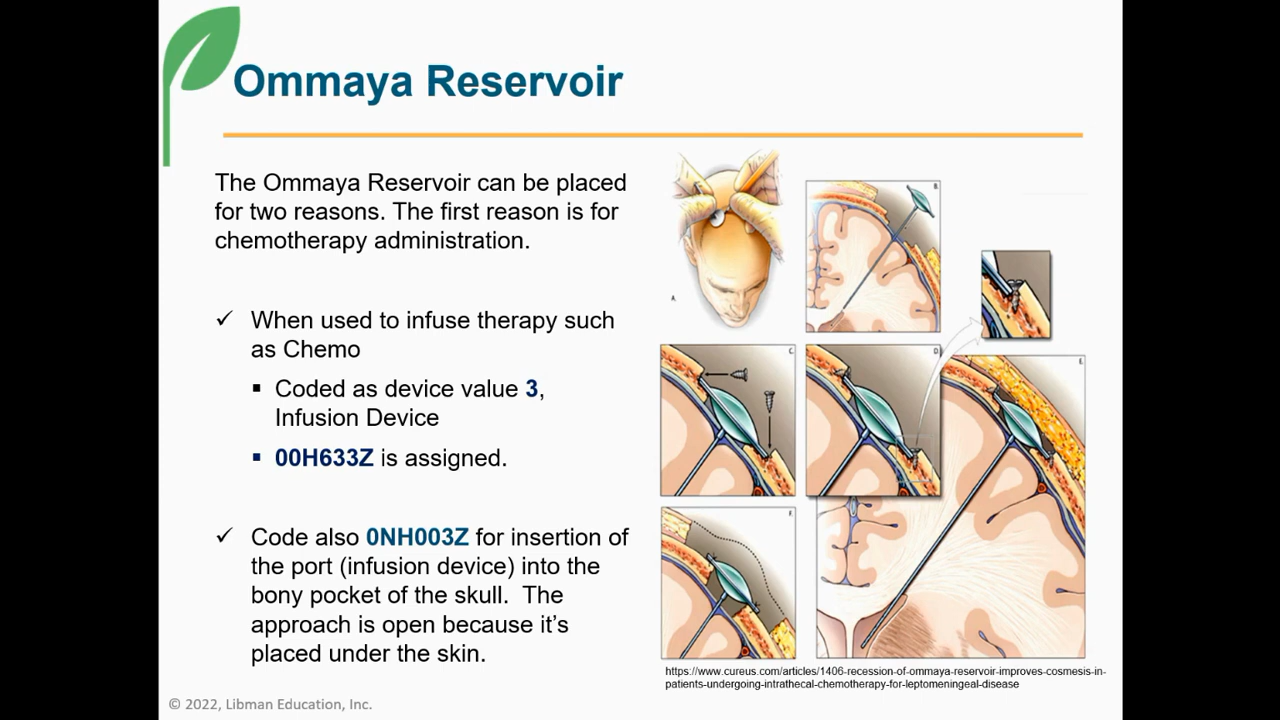 Ommaya Reservoir
The Ommaya Reservoir can be placed
for two reasons. The first reason is for
chemotherapy administration.
✓ When used to infuse therapy such
as Chemo
▪ Coded as device value 3,
Infusion Device
▪ 00H633Z is assigned.
✓ Code also 0NH003Z for insertion of
the port (infusion device) into the
bony pocket of the skull.  The
approach is open because it's
placed under the skin.
A.
B.
C.
D.
E.
F.
https://www.cureus.com/articles/1406-recession-of-ommaya-reservoir-improves-cosmesis-in-
patients-undergoing-intrathecal-chemotherapy-for-leptomeningeal-disease
© 2022, Libman Education, Inc.